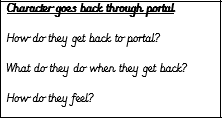 Character goes back through portal
How do they get back to portal?
What do they do when they get back?
How do they feel?